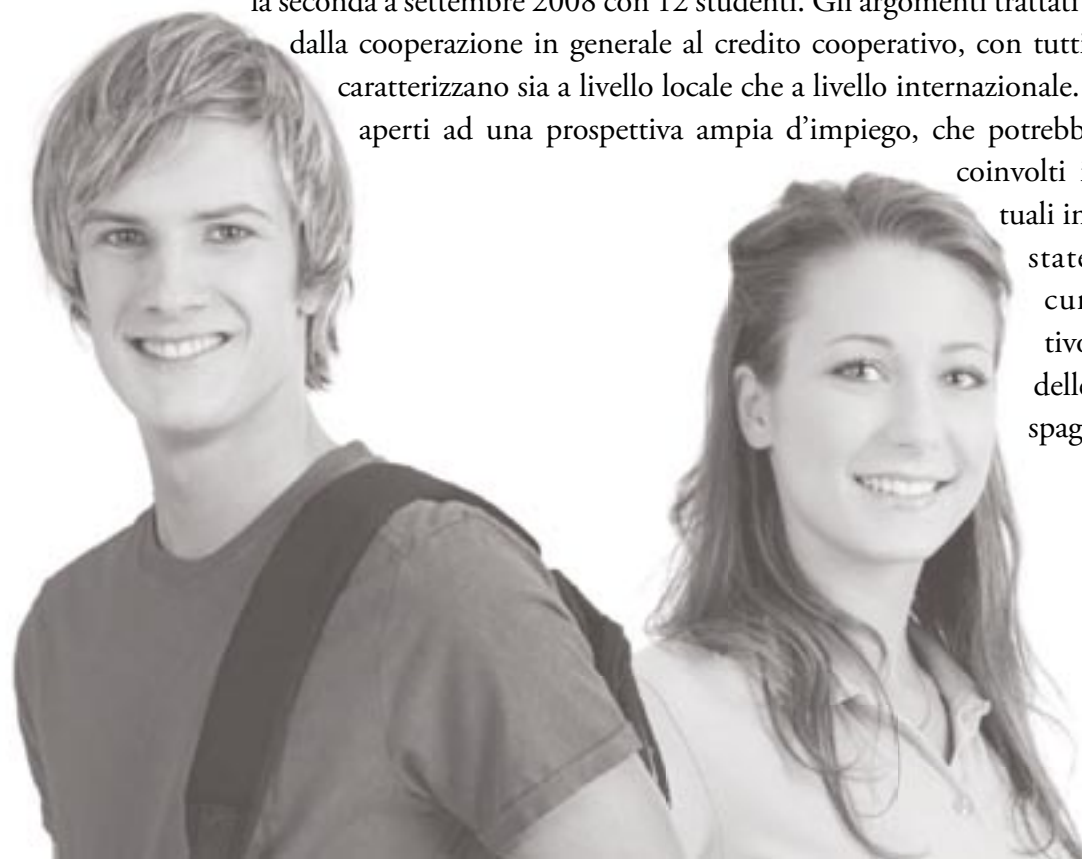 la seconda a settembre 2008 con 12 studenti. Gli argomenti trattati
dalla cooperazione in generale al credito cooperativo, con tutti
caratterizzano sia a livello locale che a livello internazionale.
aperti ad una prospettiva ampia d’impiego, che potrebb
coinvolti
tuali in
state
cur
tivo
delle
spag